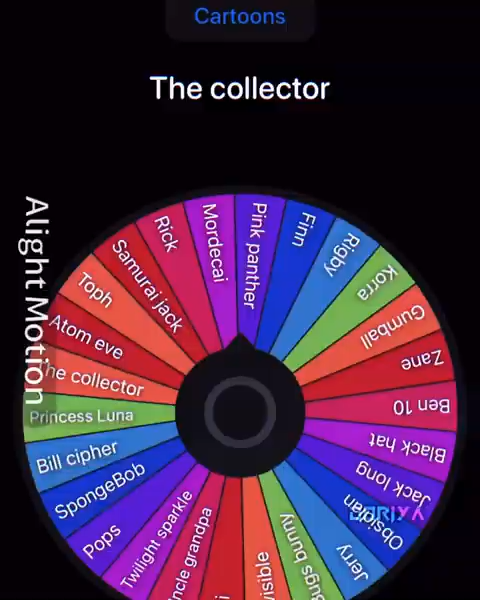 Cartoons
The collector
Alight Motion
Mordecai
Pink panther
Finn
Rigby
Korra
Gumball
Zane
Ben 10
Black hat
Jack long
Obsidian
Jerry
Bugs bunny
Twilight sparkle
Pops
SpongeBob
Bill cipher
Princess Luna
The collector
Atom eve
Toph
Samurai jack
Rick